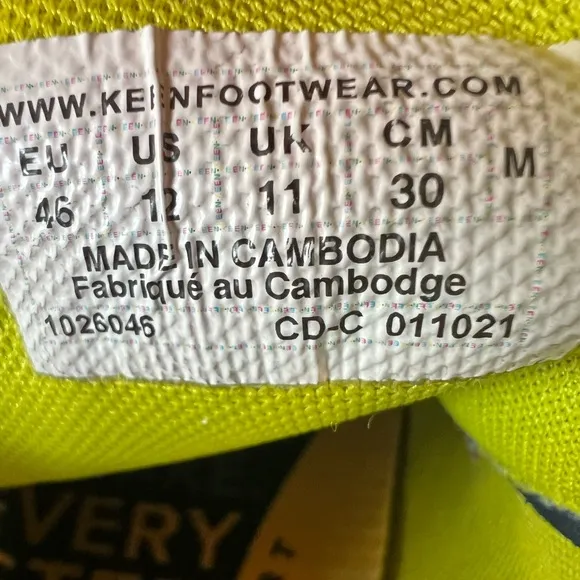 WWW.KEENFOOTWEAR.COM
EU US UK CM M
46 12 11 30
MADE IN CAMBODIA
Fabriqué au Cambodge
1026046 CD-C 011021
VERY